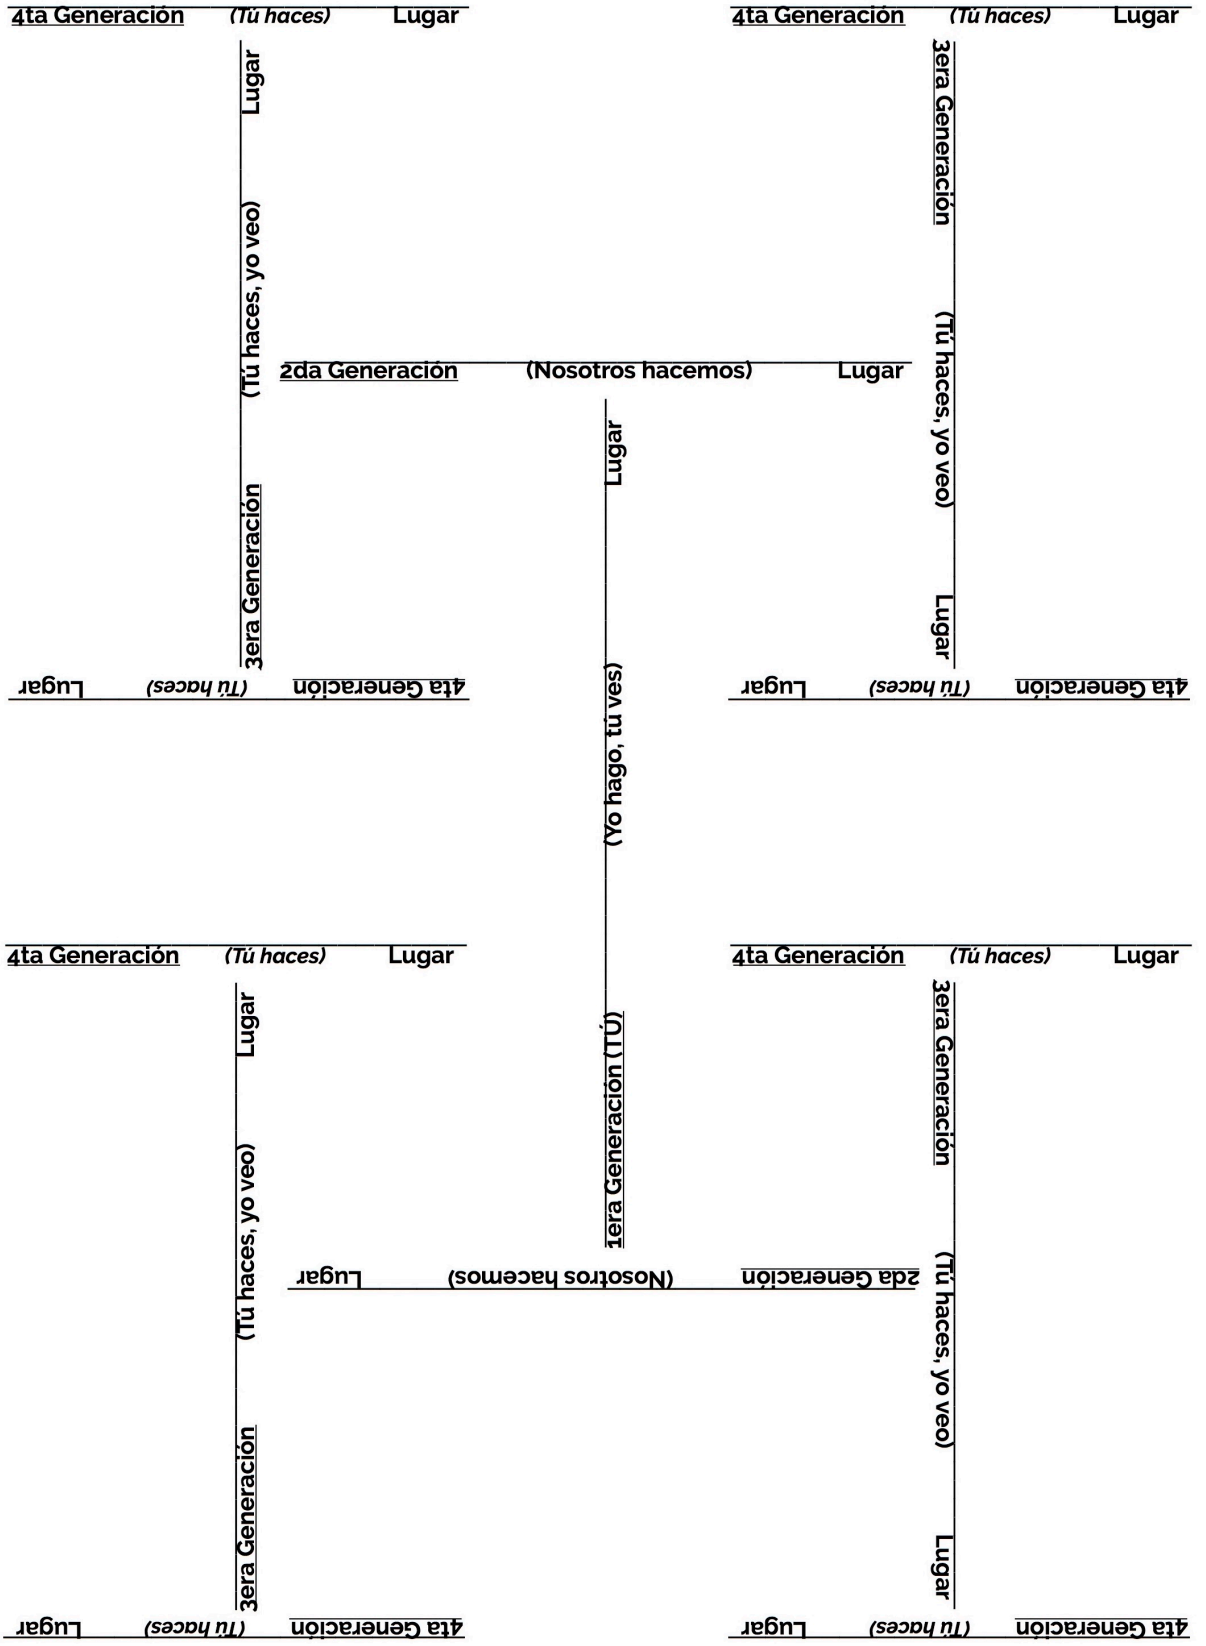 4ta Generación (Tú haces) Lugar
4ta Generación (Tú haces) Lugar
3era Generación (Tú haces, yo veo) Lugar
3era Generación (Tú haces, yo veo) Lugar
2da Generación (Nosotros hacemos) Lugar
4ta Generación (Tú haces) Lugar
4ta Generación (Tú haces) Lugar
1era Generación (TÚ) (Yo hago, tú ves) Lugar
4ta Generación (Tú haces) Lugar
4ta Generación (Tú haces) Lugar
3era Generación (Tú haces, yo veo) Lugar
3era Generación (Tú haces, yo veo) Lugar
2da Generación (Nosotros hacemos) Lugar
4ta Generación (Tú haces) Lugar
4ta Generación (Tú haces) Lugar